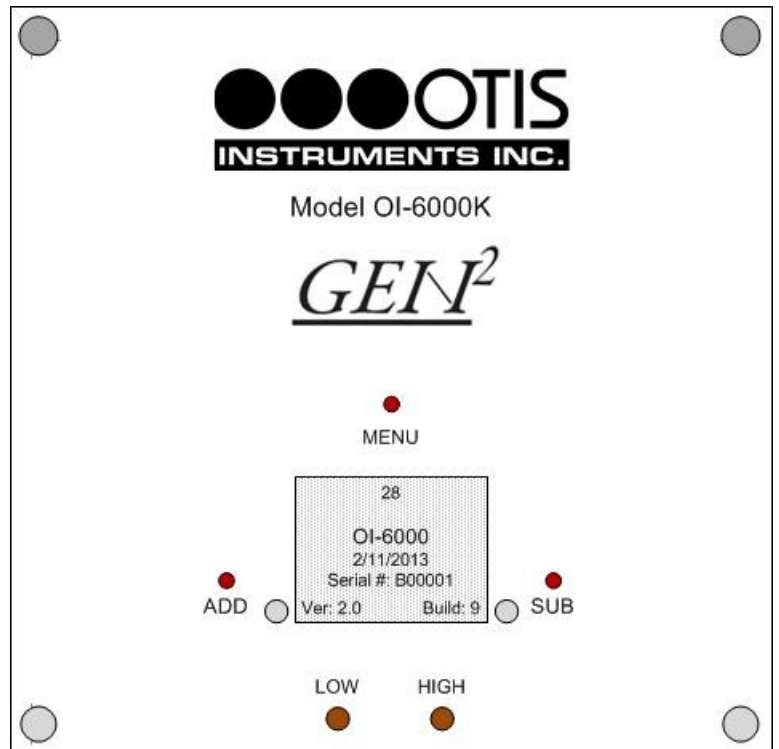 OTIS
INSTRUMENTS INC.
Model OI-6000K
GEN²
MENU
28
OI-6000
2/11/2013
Serial #: B00001
Ver: 2.0 Build: 9
ADD
SUB
LOW HIGH